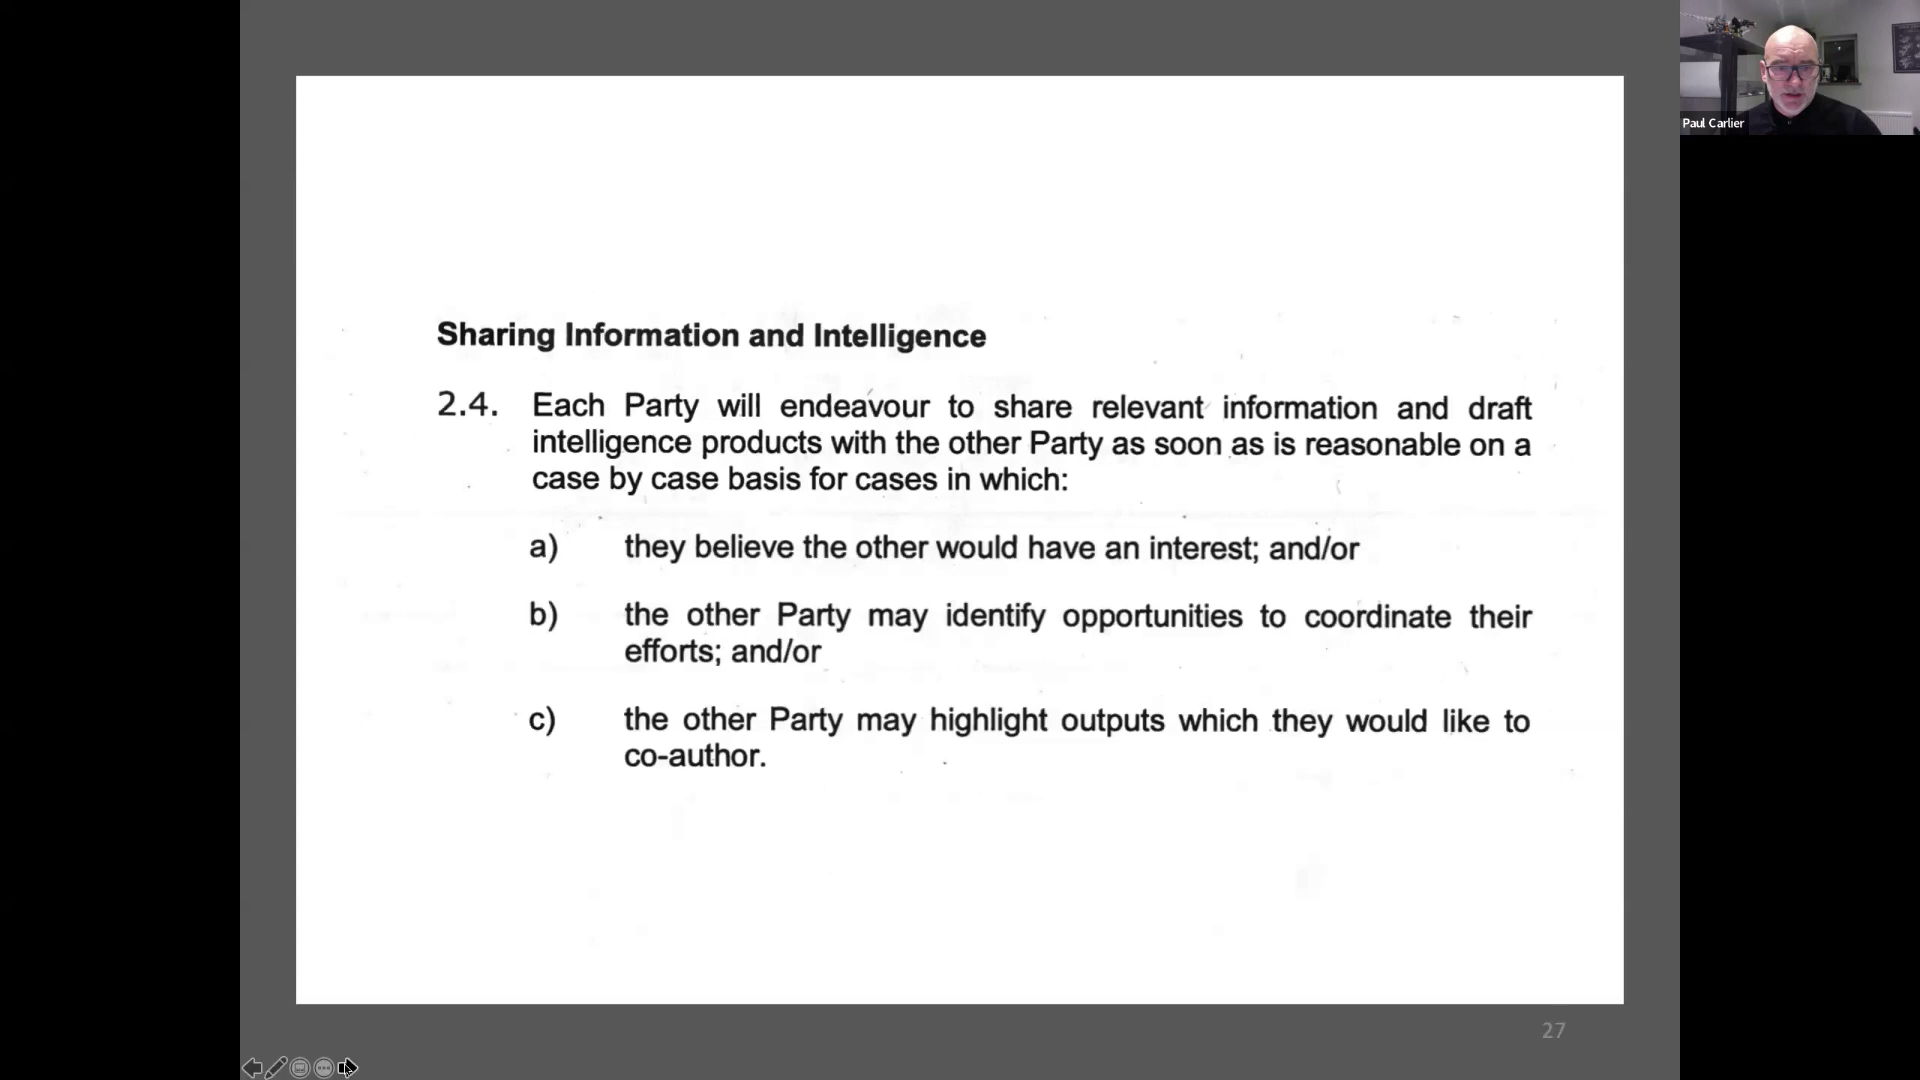 Paul Carlier
Sharing Information and Intelligence
2.4. Each Party will endeavour to share relevant information and draft
intelligence products with the other Party as soon as is reasonable on a
case by case basis for cases in which:
a) they believe the other would have an interest; and/or
b) the other Party may identify opportunities to coordinate their
efforts; and/or
c) the other Party may highlight outputs which they would like to
co-author.
27